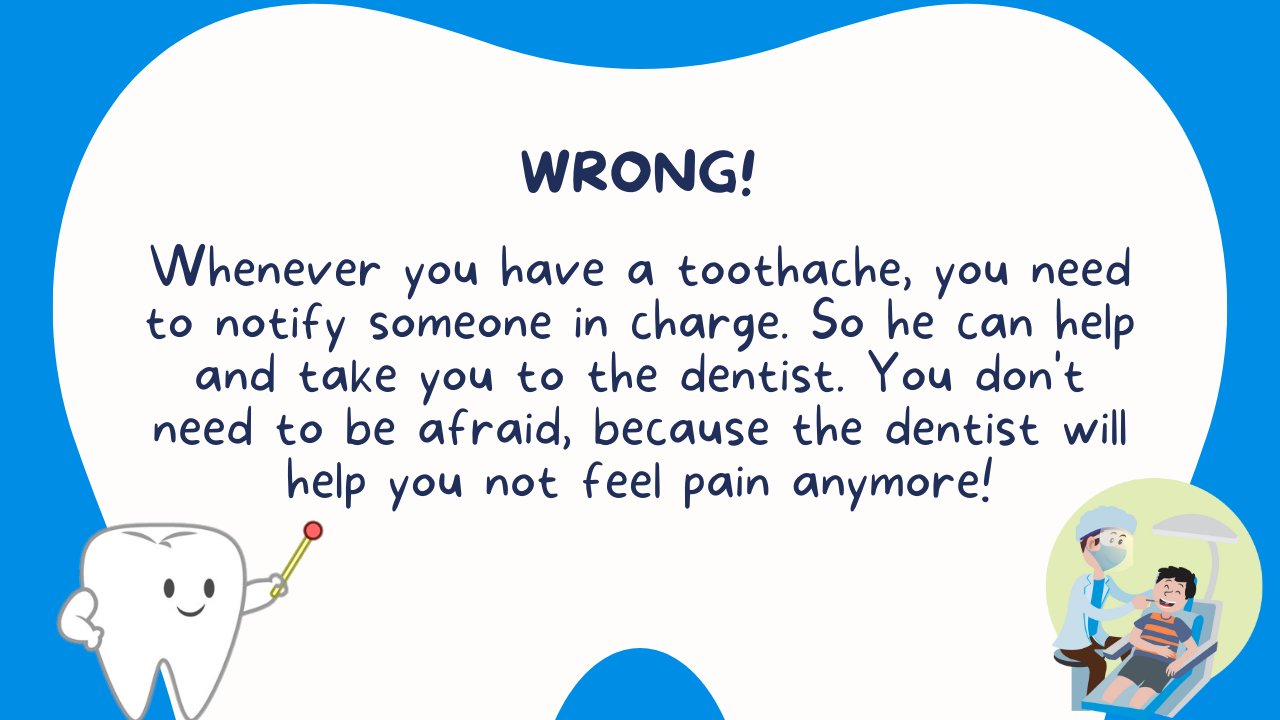 WRONG!
Whenever you have a toothache, you need
to notify someone in charge. So he can help
and take you to the dentist. You don't
need to be afraid, because the dentist will
help you not feel pain anymore!